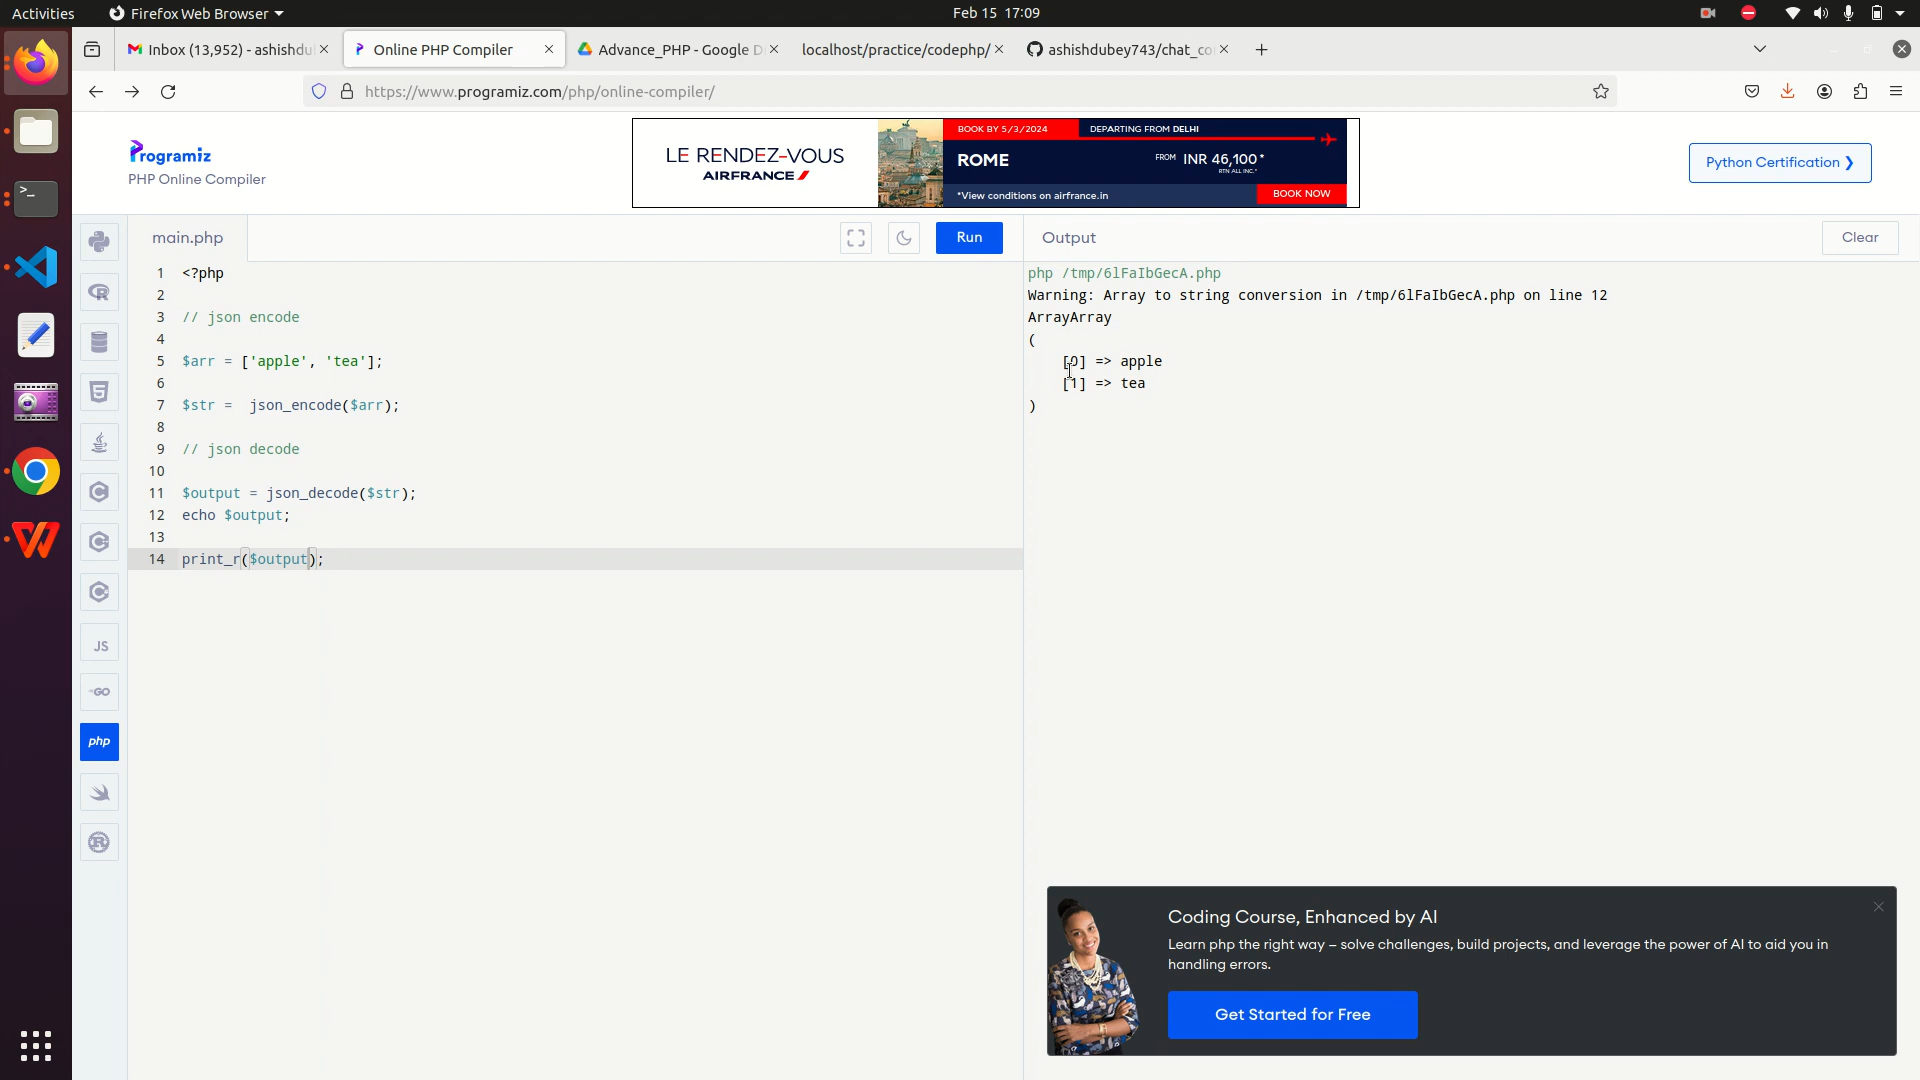 Activities
Firefox Web Browser
Feb 15 17:09
Inbox (13,952) - ashishdu
Online PHP Compiler
Advance_PHP - Google D
localhost/practice/codephp/
ashishdubey743/chat_co
https://www.programiz.com/php/online-compiler/
Programiz
PHP Online Compiler
LE RENDEZ-VOUS
AIRFRANCE
BOOK BY 5/3/2024
DEPARTING FROM DELHI
ROME
FROM INR 46,100*
RTN ALL INC.*
*View conditions on airfrance.in
BOOK NOW
Python Certification ❯
main.php
Run
Output
Clear
1 <?php
2
3 // json encode
4
5 $arr = ['apple', 'tea'];
6
7 $str =  json_encode($arr);
8
9 // json decode
10
11 $output = json_decode($str);
12 echo $output;
13
14 print_r($output);
php /tmp/6lFaIbGecA.php
Warning: Array to string conversion in /tmp/6lFaIbGecA.php on line 12
ArrayArray
(
[0] => apple
[1] => tea
)
JS
GO
php
Coding Course, Enhanced by AI
Learn php the right way – solve challenges, build projects, and leverage the power of AI to aid you in
handling errors.
Get Started for Free